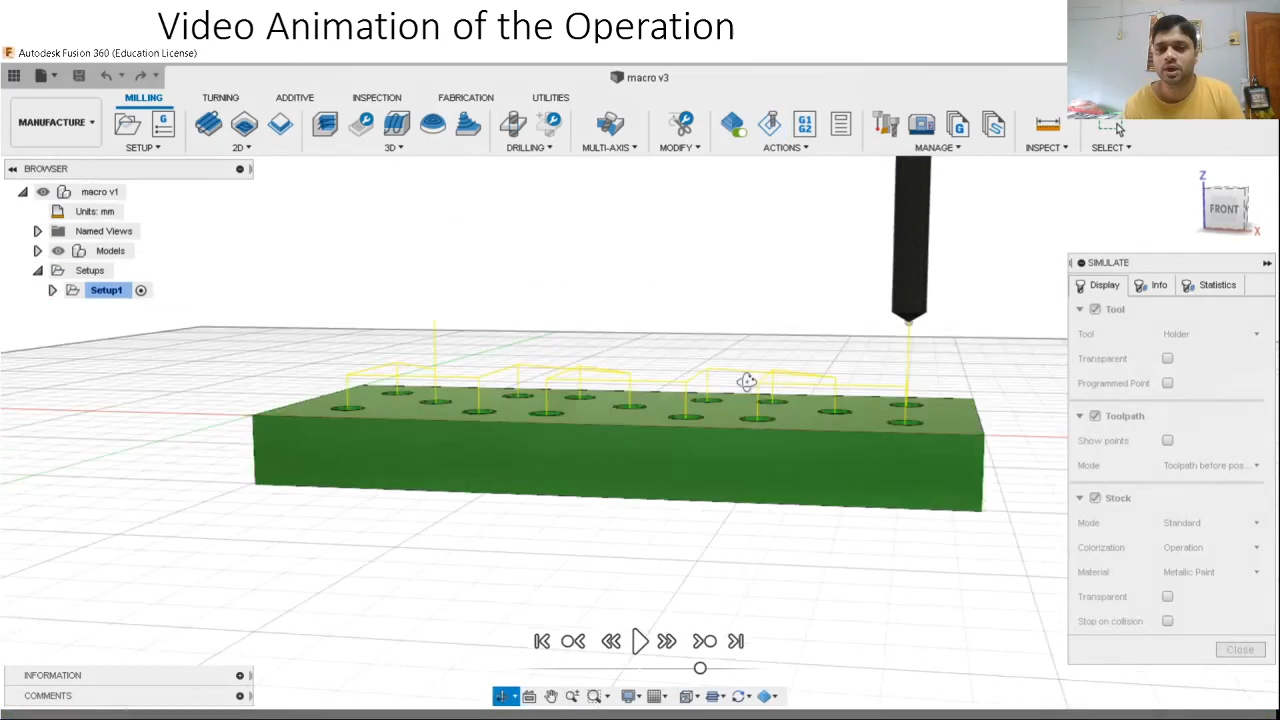 Video Animation of the Operation
Autodesk Fusion 360 (Education License)
macro v3
MILLING TURNING ADDITIVE INSPECTION FABRICATION UTILITIES
MANUFACTURE
G G1 G2 G
SETUP 2D 3D DRILLING MULTI-AXIS MODIFY ACTIONS MANAGE INSPECT SELECT
BROWSER
macro v1
Units: mm
Named Views
Models
Setups
Setup1
Z
FRONT
X
SIMULATE
Display Info Statistics
Tool
Tool Holder
Transparent
Programmed Point
Toolpath
Show points
Mode Toolpath before pos...
Stock
Mode Standard
Colorization Operation
Material Metallic Paint
Transparent
Stop on collision
Close
INFORMATION
COMMENTS